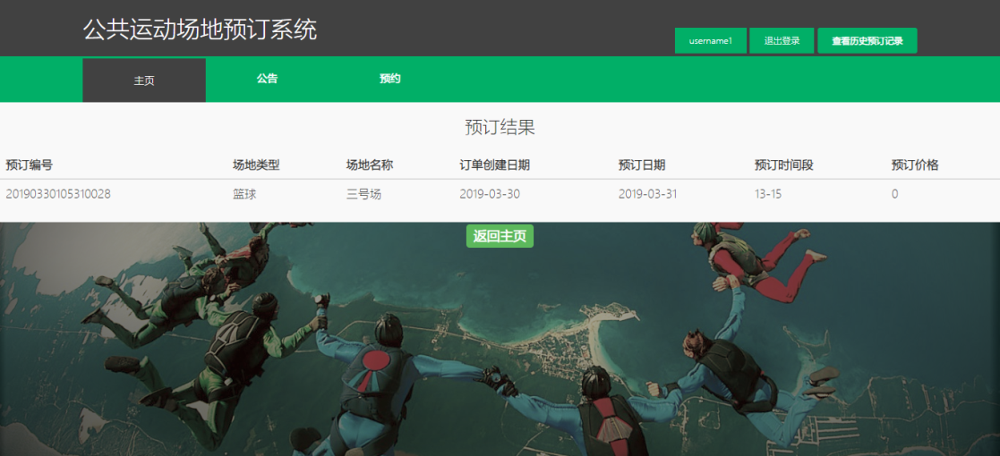 公共运动场地预订系统
username1 退出登录 查看历史预订记录
主页 公告 预约
预订结果
预订编号 场地类型 场地名称 订单创建日期 预订日期 预订时间段 预订价格
20190330105310028 篮球 三号场 2019-03-30 2019-03-31 13-15 0
返回主页